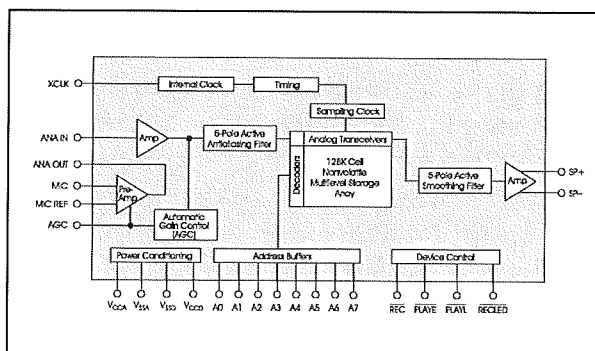 XCLK
Internal Clock
Timing
Sampling Clock
ANA IN
Amp
5-Pole Active
Antialiasing Filter
Analog Transceivers
Decoders
128K Cell
Nonvolatile
Multilevel Storage
Array
ANA OUT
MIC
MIC REF
Pre-
Amp
5-Pole Active
Smoothing Filter
Amp
SP+
SP–
AGC
Automatic
Gain Control
(AGC)
Power Conditioning
Address Buffers
Device Control
VCCA VSSA VSSD VCCD A0 A1 A2 A3 A4 A5 A6 A7 REC PLAYE PLAYL RECLED